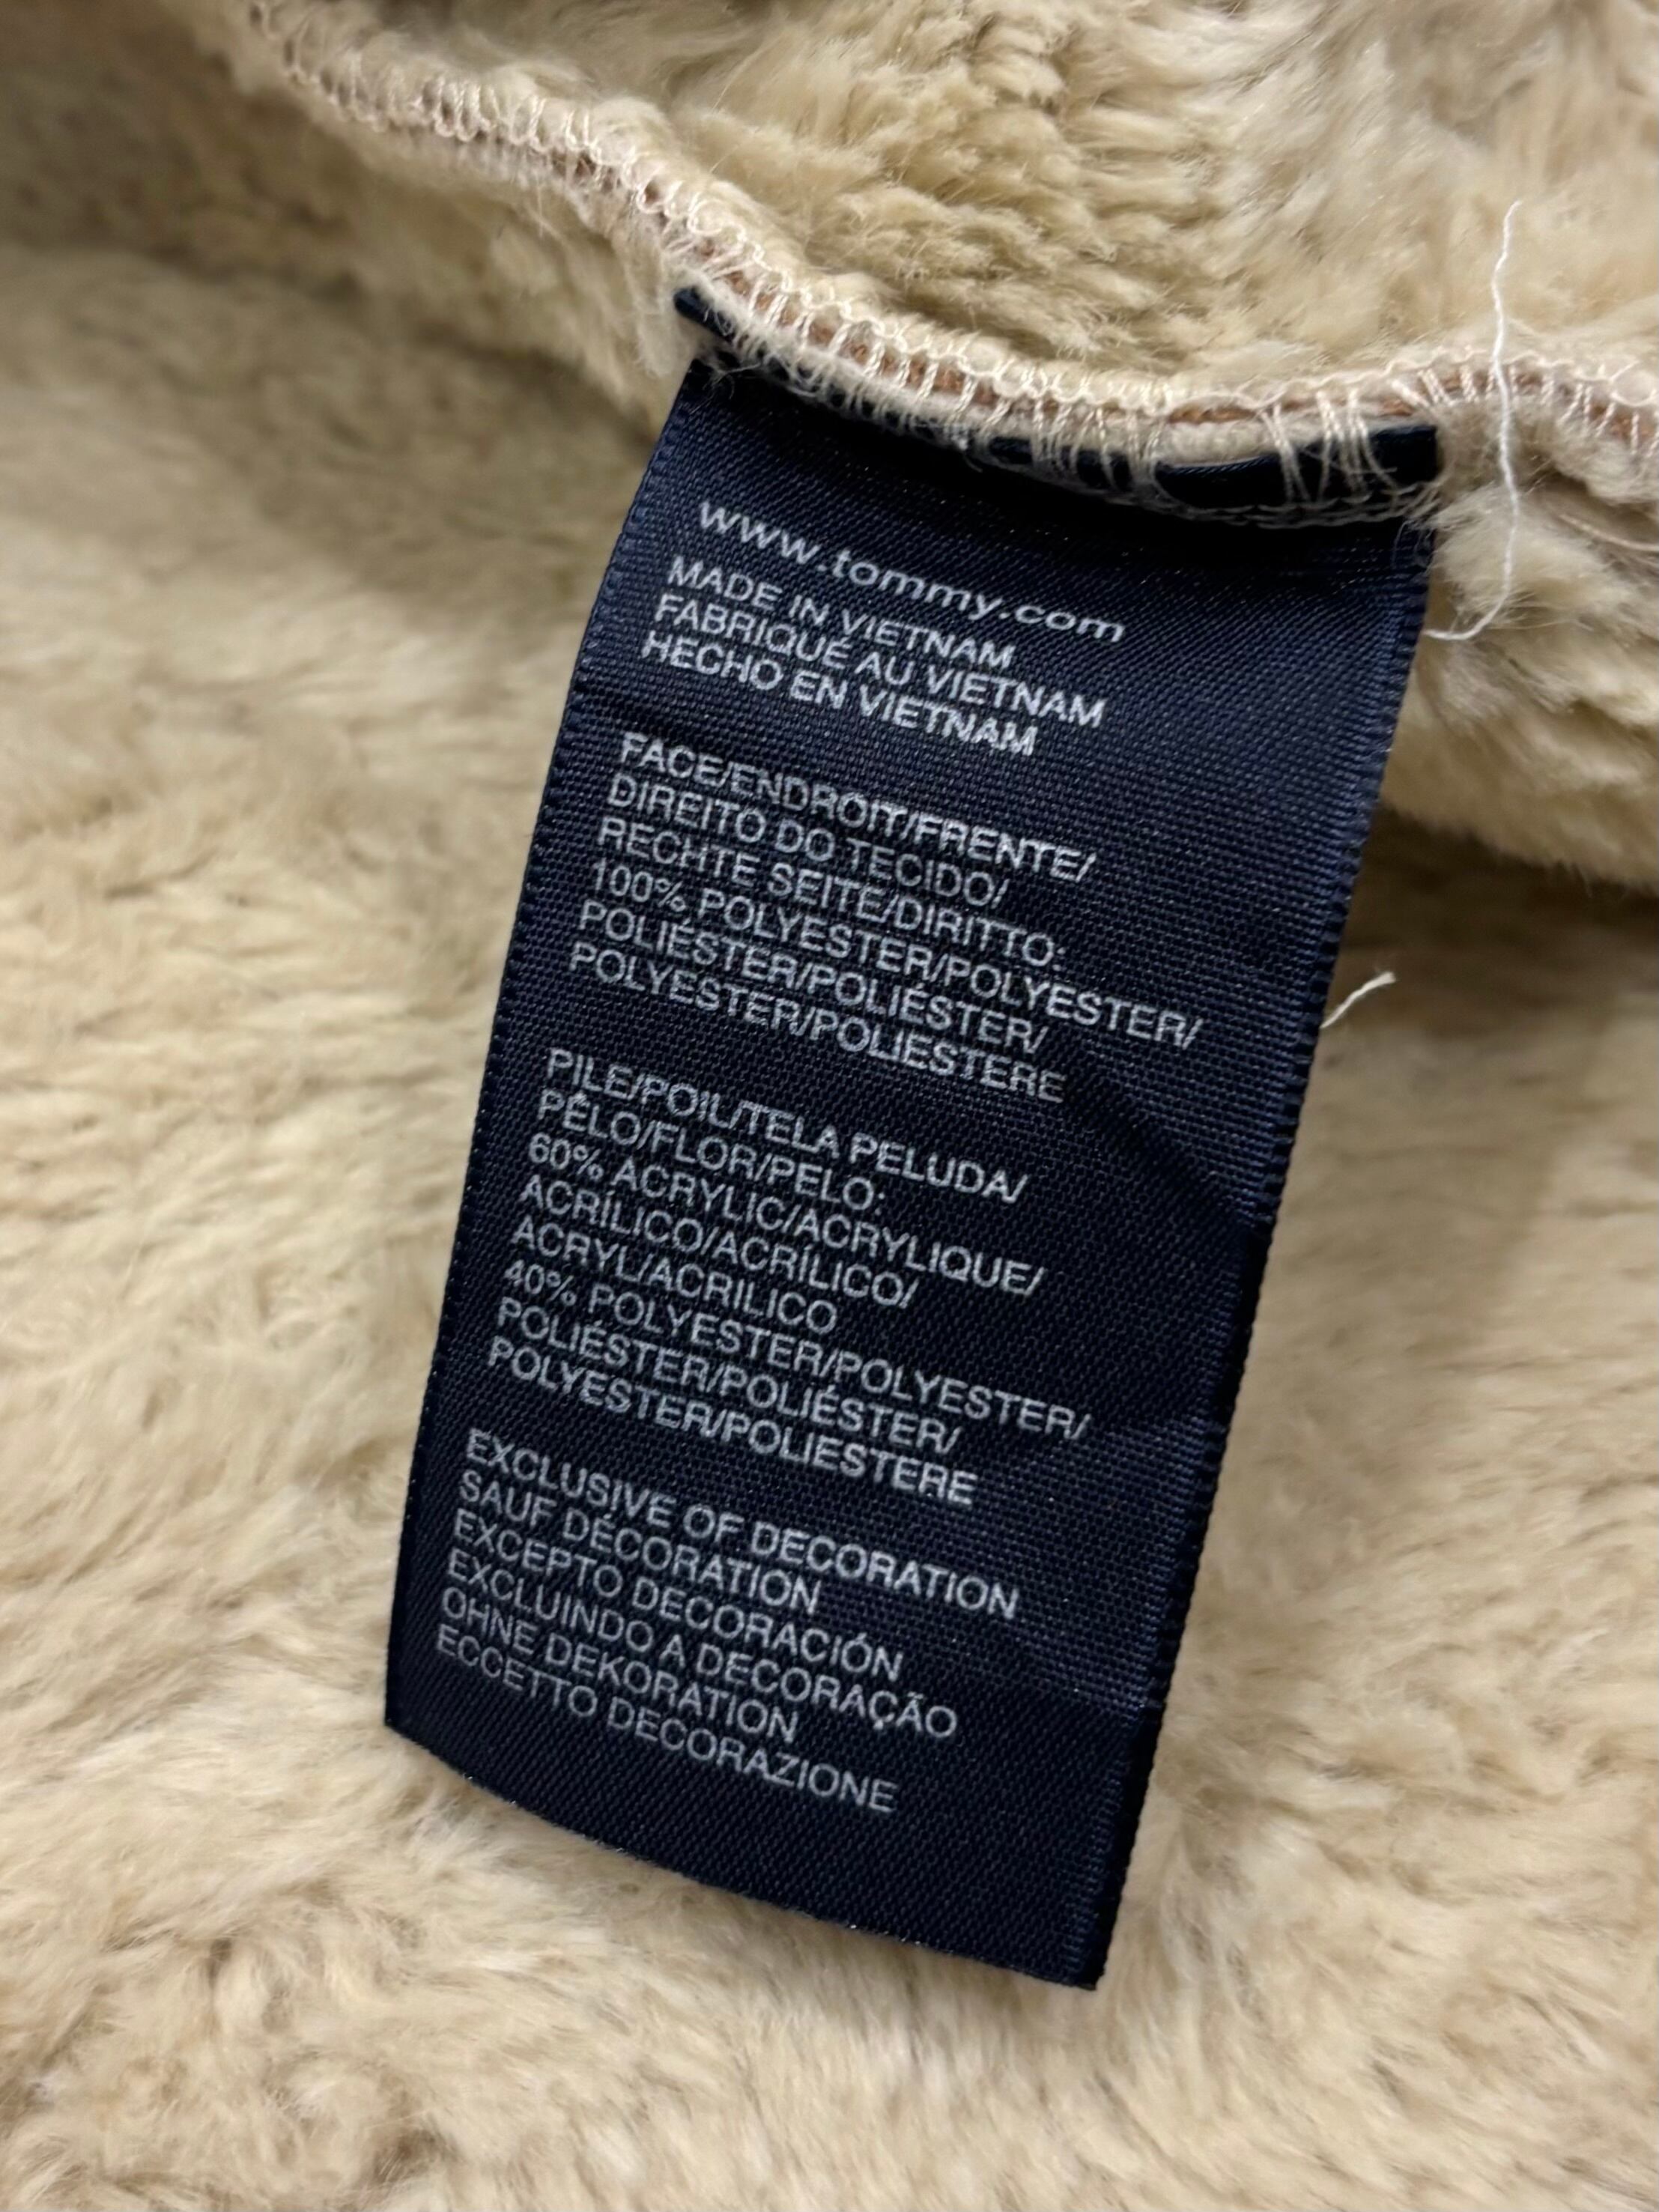 www.tommy.com
MADE IN VIETNAM
FABRIQUÉ AU VIETNAM
HECHO EN VIETNAM
FACE/ENDROIT/FRENTE/
DIREITO DO TECIDO/
RECHTE SEITE/DIRITTO:
100% POLYESTER/POLYESTER/
POLIÉSTER/POLIÉSTER/
POLYESTER/POLIESTERE
PILE/POIL/TELA PELUDA/
PÊLO/FLOR/PELO:
60% ACRYLIC/ACRYLIQUE/
ACRÍLICO/ACRÍLICO/
ACRYL/ACRILICO
40% POLYESTER/POLYESTER/
POLIÉSTER/POLIÉSTER/
POLYESTER/POLIESTERE
EXCLUSIVE OF DECORATION
SAUF DÉCORATION
EXCEPTO DECORACIÓN
EXCLUINDO A DECORAÇÃO
OHNE DEKORATION
ECCETTO DECORAZIONE